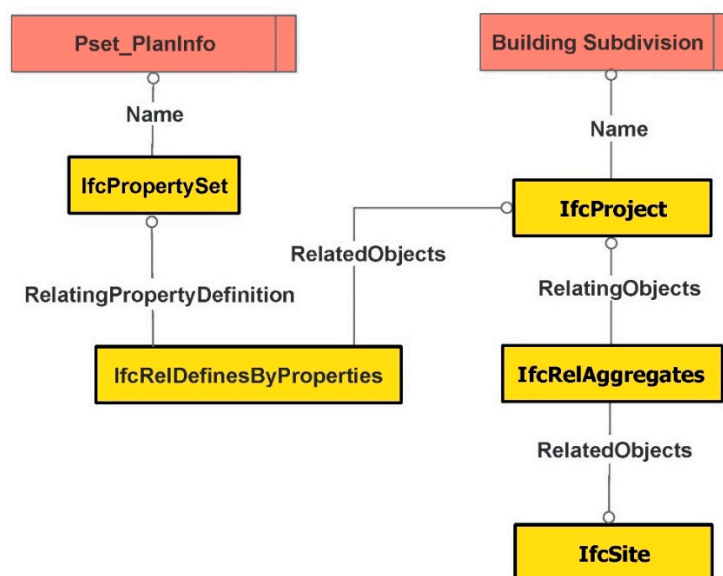 Pset_PlanInfo
Building Subdivision
Name
Name
IfcPropertySet
IfcProject
RelatedObjects
RelatingPropertyDefinition
RelatingObjects
IfcRelDefinesByProperties
IfcRelAggregates
RelatedObjects
IfcSite